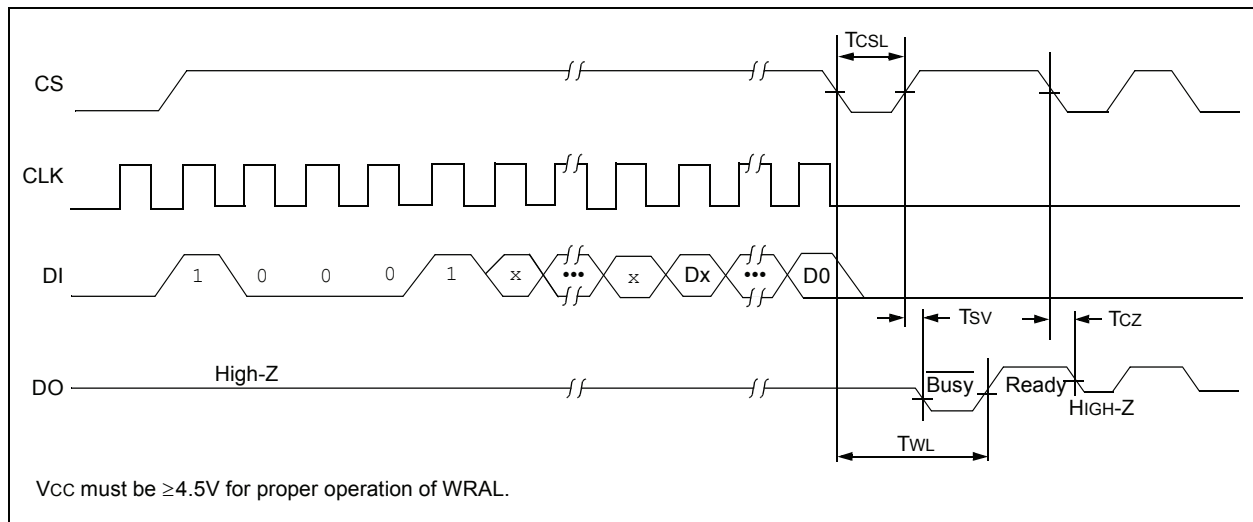 TCSL
CS
CLK
DI 1 0 0 0 1 x ••• x Dx ••• D0
TSV TCZ
High-Z
DO Busy Ready
HIGH-Z
TWL
VCC must be ≥4.5V for proper operation of WRAL.